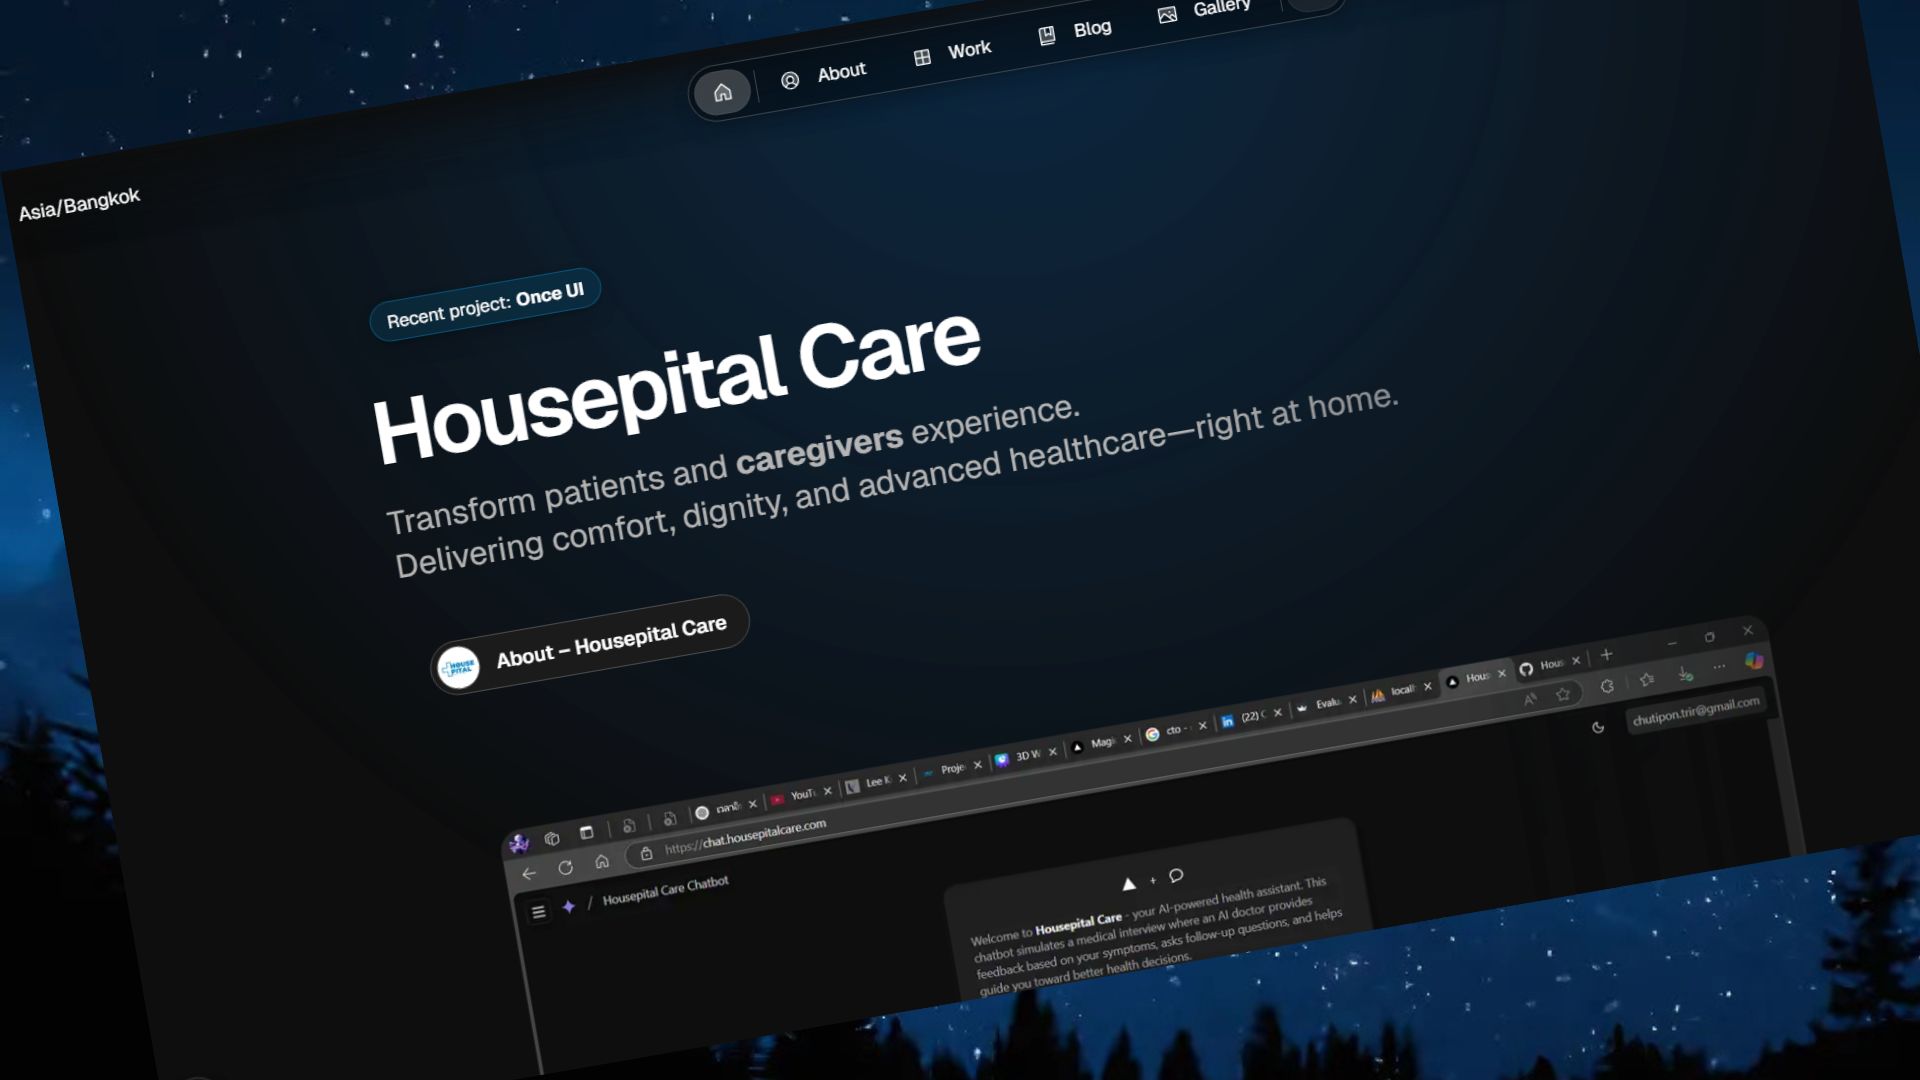 About
Work
Blog
Gallery
Asia/Bangkok
Recent project: Once UI
Housepital Care
Transform patients and caregivers experience.
Delivering comfort, dignity, and advanced healthcare—right at home.
HOUSE
PITAL
About – Housepital Care
YouTu
Lee K
Proje
3D W
Magi
cto -
(22) C
Evalu
locall
Hous
Hous
https://chat.housepitalcare.com
chutipon.trir@gmail.com
/ Housepital Care Chatbot
+
Welcome to Housepital Care - your AI-powered health assistant. This
chatbot simulates a medical interview where an AI doctor provides
feedback based on your symptoms, asks follow-up questions, and helps
guide you toward better health decisions.